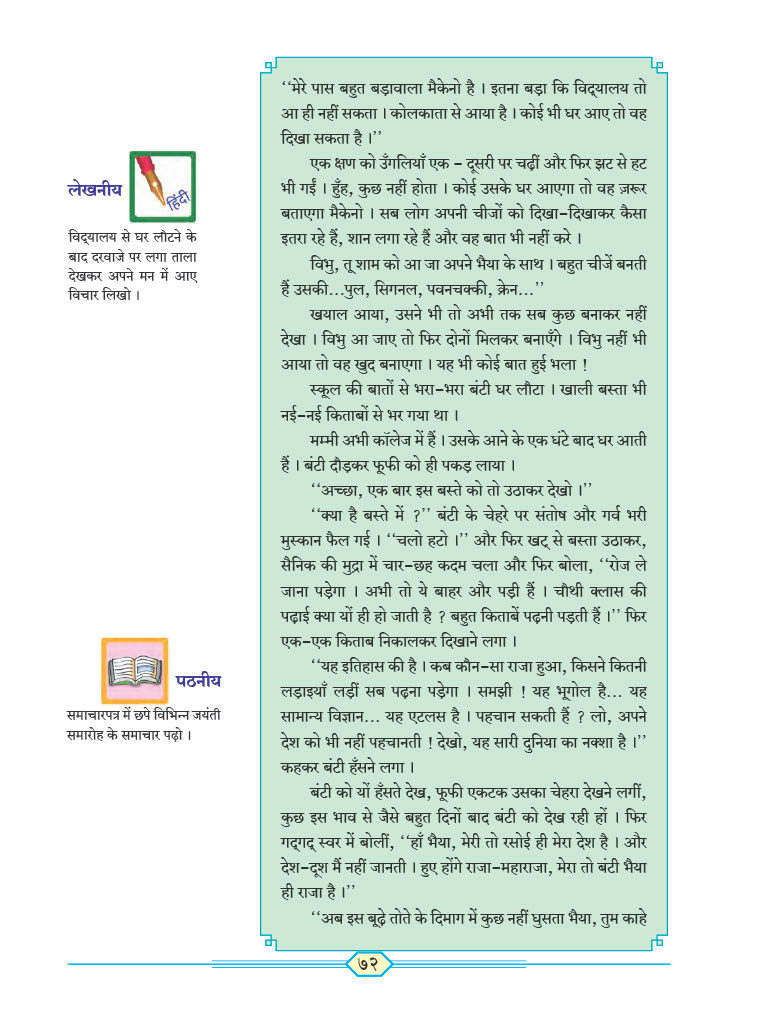 ‘‘मेरे पास बहुत बड़ावाला मैकेनो है । इतना बड़ा कि विद्यालय तो
आ ही नहीं सकता । कोलकाता से आया है । कोई भी घर आए तो वह
दिखा सकता है ।’’
एक क्षण को उँगलियाँ एक - दूसरी पर चढ़ीं और फिर झट से हट
भी गईं । हुँह, कुछ नहीं होता । कोई उसके घर आएगा तो वह ज़रूर
बताएगा मैकेनो । सब लोग अपनी चीजों को दिखा-दिखाकर कैसा
इतरा रहे हैं, शान लगा रहे हैं और वह बात भी नहीं करे ।
विभु, तू शाम को आ जा अपने भैया के साथ । बहुत चीजें बनती
हैं उसकी...पुल, सिगनल, पवनचक्की, क्रेन...’’
खयाल आया, उसने भी तो अभी तक सब कुछ बनाकर नहीं
देखा । विभु आ जाए तो फिर दोनों मिलकर बनाएँगे । विभु नहीं भी
आया तो वह खुद बनाएगा । यह भी कोई बात हुई भला !
स्कूल की बातों से भरा-भरा बंटी घर लौटा । खाली बस्ता भी
नई-नई किताबों से भर गया था ।
मम्मी अभी कॉलेज में हैं । उसके आने के एक घंटे बाद घर आती
हैं । बंटी दौड़कर फूफी को ही पकड़ लाया ।
‘‘अच्छा, एक बार इस बस्ते को तो उठाकर देखो ।’’
‘‘क्या है बस्ते में ?’’ बंटी के चेहरे पर संतोष और गर्व भरी
मुस्कान फैल गई । ‘‘चलो हटो ।’’ और फिर खट् से बस्ता उठाकर,
सैनिक की मुद्रा में चार-छह कदम चला और फिर बोला, ‘‘रोज ले
जाना पड़ेगा । अभी तो ये बाहर और पड़ी हैं । चौथी क्लास की
पढ़ाई क्या यों ही हो जाती है ? बहुत किताबें पढ़नी पड़ती हैं ।’’ फिर
एक-एक किताब निकालकर दिखाने लगा ।
‘‘यह इतिहास की है । कब कौन-सा राजा हुआ, किसने कितनी
लड़ाइयाँ लड़ीं सब पढ़ना पड़ेगा । समझी ! यह भूगोल है... यह
सामान्य विज्ञान... यह एटलस है । पहचान सकती हैं ? लो, अपने
देश को भी नहीं पहचानती ! देखो, यह सारी दुनिया का नक्शा है ।’’
कहकर बंटी हँसने लगा ।
बंटी को यों हँसते देख, फूफी एकटक उसका चेहरा देखने लगीं,
कुछ इस भाव से जैसे बहुत दिनों बाद बंटी को देख रही हों । फिर
गद्गद् स्वर में बोलीं, ‘‘हाँ भैया, मेरी तो रसोई ही मेरा देश है । और
देश-दूश मैं नहीं जानती । हुए होंगे राजा-महाराजा, मेरा तो बंटी भैया
ही राजा है ।’’
‘‘अब इस बूढ़े तोते के दिमाग में कुछ नहीं घुसता भैया, तुम काहे
लेखनीय
हिंदी
विद्यालय से घर लौटने के
बाद दरवाजे पर लगा ताला
देखकर अपने मन में आए
विचार लिखो ।
पठनीय
समाचारपत्र में छपे विभिन्न जयंती
समारोह के समाचार पढ़ो ।
७२